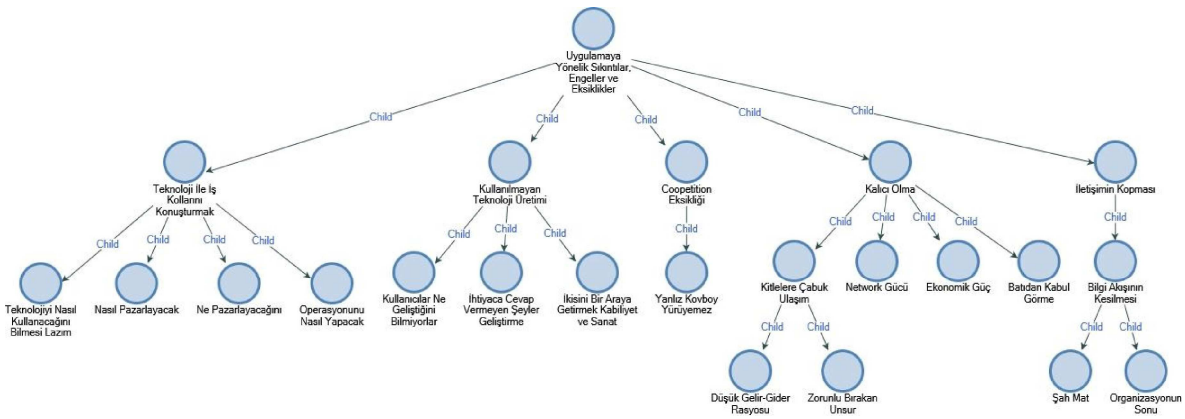 Uygulamaya
Yönelik Sıkıntılar,
Engeller ve
Eksiklikler
Child
Child
Child
Child
Child
Teknoloji İle İş
Kollarını
Konuşturmak
Kullanılmayan
Teknoloji Üretimi
Coopetition
Eksikliği
Kalıcı Olma
İletişimin Kopması
Child
Child
Child
Child
Child
Child
Child
Child
Child
Child
Child
Child
Child
Teknolojiyi Nasıl
Kullanacağını
Bilmesi Lazım
Nasıl Pazarlayacak
Ne Pazarlayacağını
Operasyonunu
Nasıl Yapacak
Kullanıcılar Ne
Geliştiğini
Bilmiyorlar
İhtiyaca Cevap
Vermeyen Şeyler
Geliştirme
İkisini Bir Araya
Getirmek Kabiliyet
ve Sanat
Yanlız Kovboy
Yürüyemez
Kitlelere Çabuk
Ulaşım
Network Gücü
Ekonomik Güç
Batıdan Kabul
Görme
Bilgi Akışının
Kesilmesi
Child
Child
Child
Child
Düşük Gelir-Gider
Rasyosu
Zorunlu Bırakan
Unsur
Şah Mat
Organizasyonun
Sonu